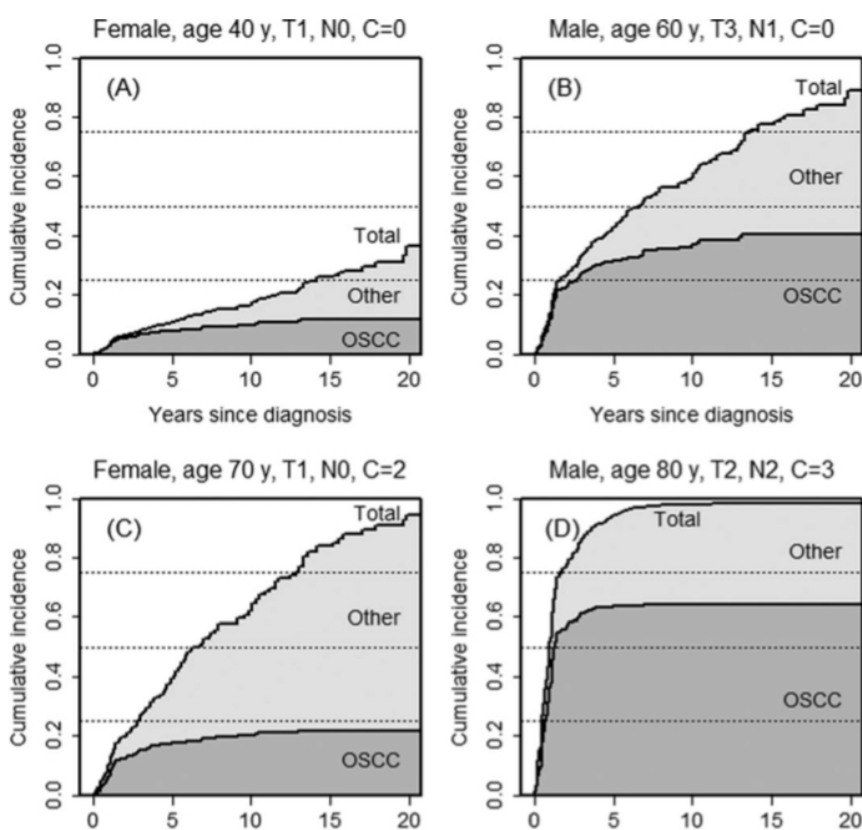 Female, age 40 y, T1, N0, C=0
(A)
Total
Other
OSCC
Cumulative incidence
0.0 0.2 0.4 0.6 0.8 1.0
0 5 10 15 20
Years since diagnosis
Male, age 60 y, T3, N1, C=0
(B)
Total
Other
OSCC
Cumulative incidence
0.0 0.2 0.4 0.6 0.8 1.0
0 5 10 15 20
Years since diagnosis
Female, age 70 y, T1, N0, C=2
(C)
Total
Other
OSCC
Cumulative incidence
0.0 0.2 0.4 0.6 0.8 1.0
0 5 10 15 20
Male, age 80 y, T2, N2, C=3
(D)
Total
Other
OSCC
Cumulative incidence
0.0 0.2 0.4 0.6 0.8 1.0
0 5 10 15 20